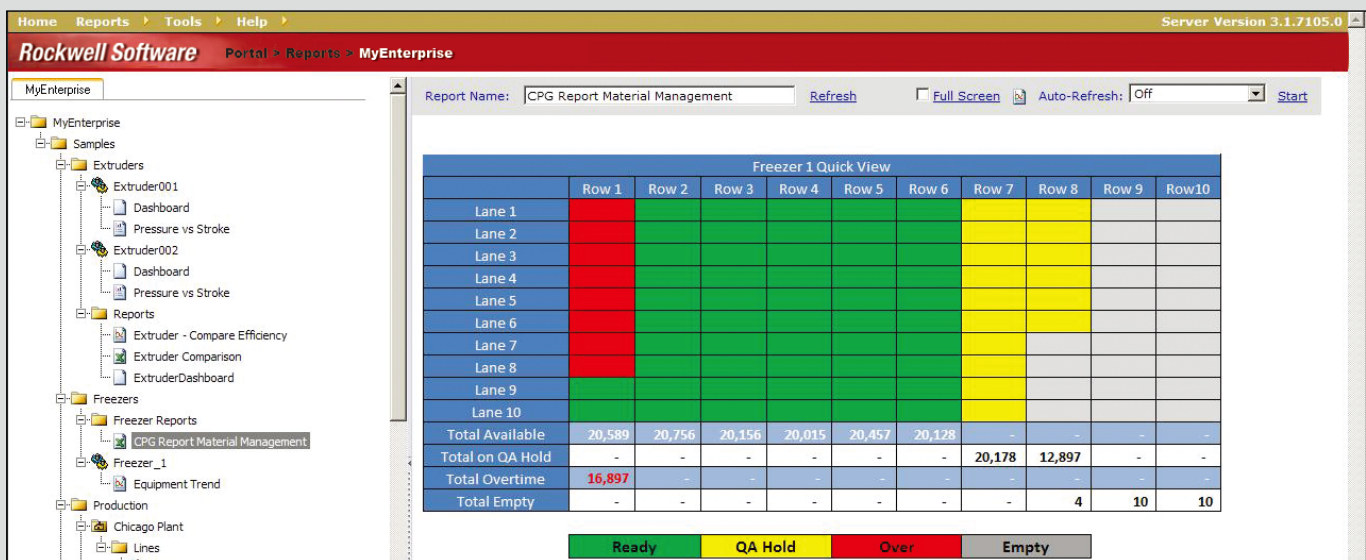 Home Reports Tools Help Server Version 3.1.7105.0
Rockwell Software Portal > Reports > MyEnterprise
MyEnterprise
Report Name: CPG Report Material Management Refresh Full Screen Auto-Refresh: Off Start
MyEnterprise
Samples
Extruders
Extruder001
Dashboard
Pressure vs Stroke
Extruder002
Dashboard
Pressure vs Stroke
Reports
Extruder - Compare Efficiency
Extruder Comparison
ExtruderDashboard
Freezers
Freezer Reports
CPG Report Material Management
Freezer_1
Equipment Trend
Production
Chicago Plant
Lines
Freezer 1 Quick View
Row 1 Row 2 Row 3 Row 4 Row 5 Row 6 Row 7 Row 8 Row 9 Row10
Lane 1
Lane 2
Lane 3
Lane 4
Lane 5
Lane 6
Lane 7
Lane 8
Lane 9
Lane 10
Total Available 20,589 20,756 20,156 20,015 20,457 20,128 - - - -
Total on QA Hold - - - - - - 20,178 12,897 - -
Total Overtime 16,897 - - - - - - - - -
Total Empty - - - - - - - 4 10 10
Ready QA Hold Over Empty